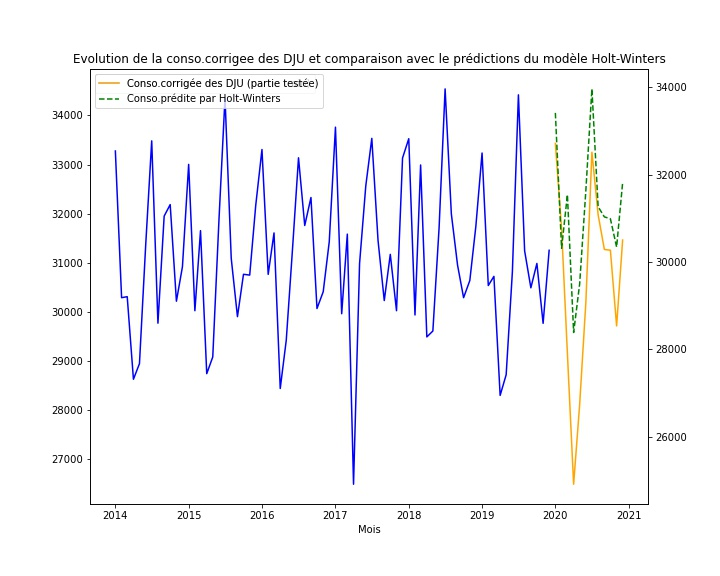 Evolution de la conso.corrigee des DJU et comparaison avec le prédictions du modèle Holt-Winters
Conso.corrigée des DJU (partie testée)
Conso.prédite par Holt-Winters
34000
33000
32000
31000
30000
29000
28000
27000
34000
32000
30000
28000
26000
2014 2015 2016 2017 2018 2019 2020 2021
Mois